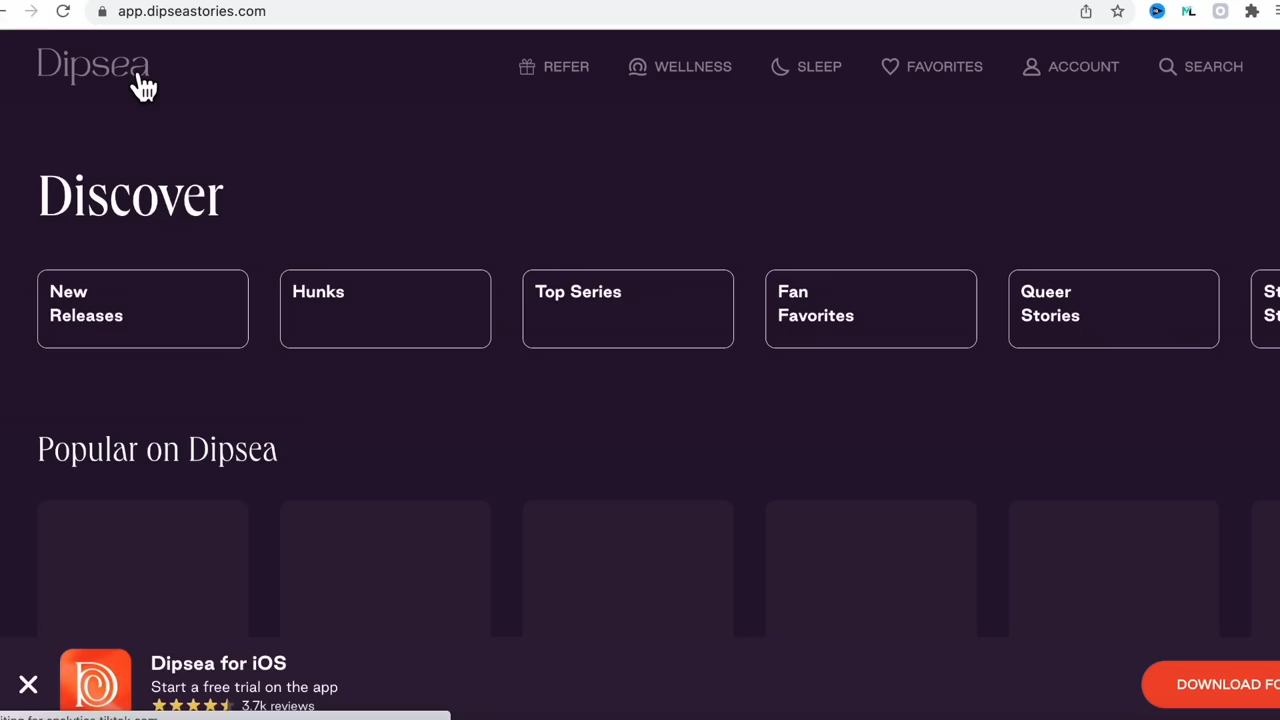 app.dipseastories.com
Dipsea
REFER
WELLNESS
SLEEP
FAVORITES
ACCOUNT
SEARCH
Discover
New
Releases
Hunks
Top Series
Fan
Favorites
Queer
Stories
Popular on Dipsea
Dipsea for iOS
Start a free trial on the app
3.7k reviews
DOWNLOAD